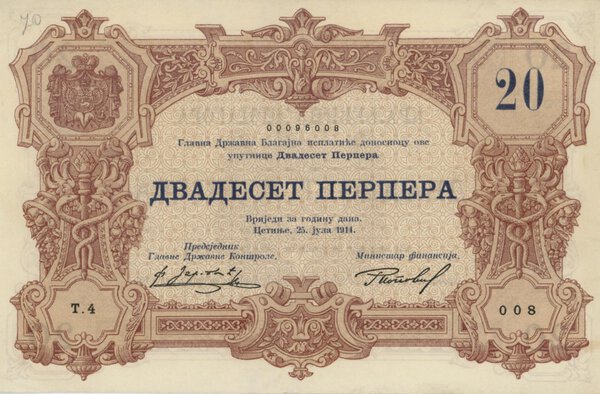 20
00096008
Главна Државна Благајна исплатиће доносиоцу ове
упутнице Двадесет Перпера
ДВАДЕСЕТ ПЕРПЕРА
Вриједи за годину дана.
Цетиње, 25. јула 1914.
Предсједник
Главне Државне Контроле,
Министар финансија,
Т.4
008